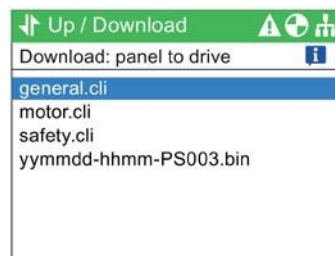 Up / Download
Download: panel to drive
general.cli
motor.cli
safety.cli
yymmdd-hhmm-PS003.bin